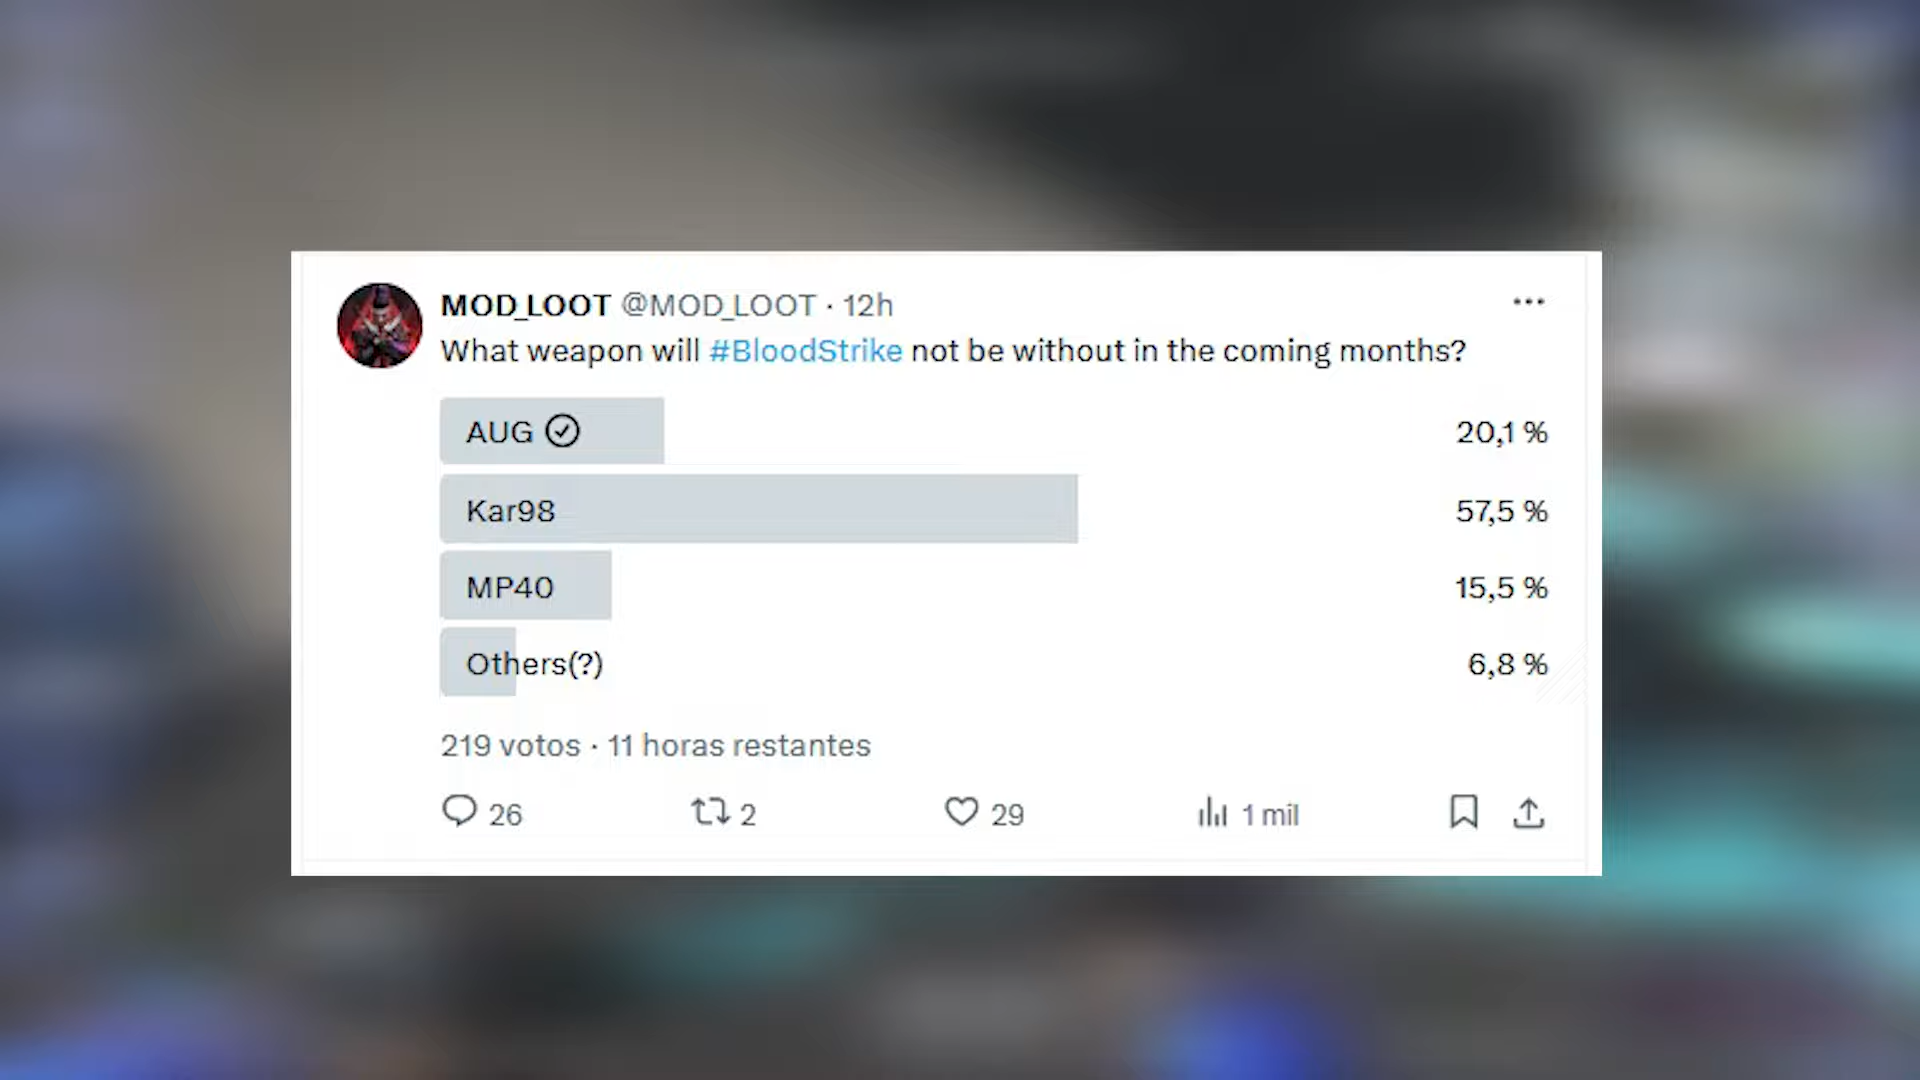 MOD_LOOT @MOD_LOOT · 12h
What weapon will #BloodStrike not be without in the coming months?
AUG 20,1 %
Kar98 57,5 %
MP40 15,5 %
Others(?) 6,8 %
219 votos · 11 horas restantes
26 2 29 1 mil